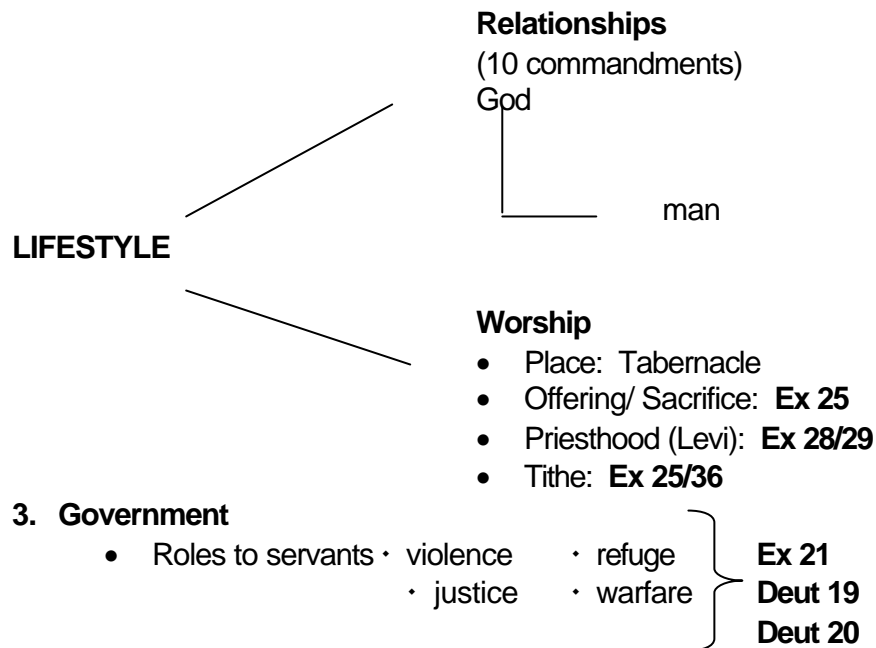 Relationships
(10 commandments)
God
man
LIFESTYLE
Worship
• Place: Tabernacle
• Offering/ Sacrifice: Ex 25
• Priesthood (Levi): Ex 28/29
• Tithe: Ex 25/36
3. Government
• Roles to servants · violence · refuge Ex 21
· justice · warfare Deut 19
Deut 20